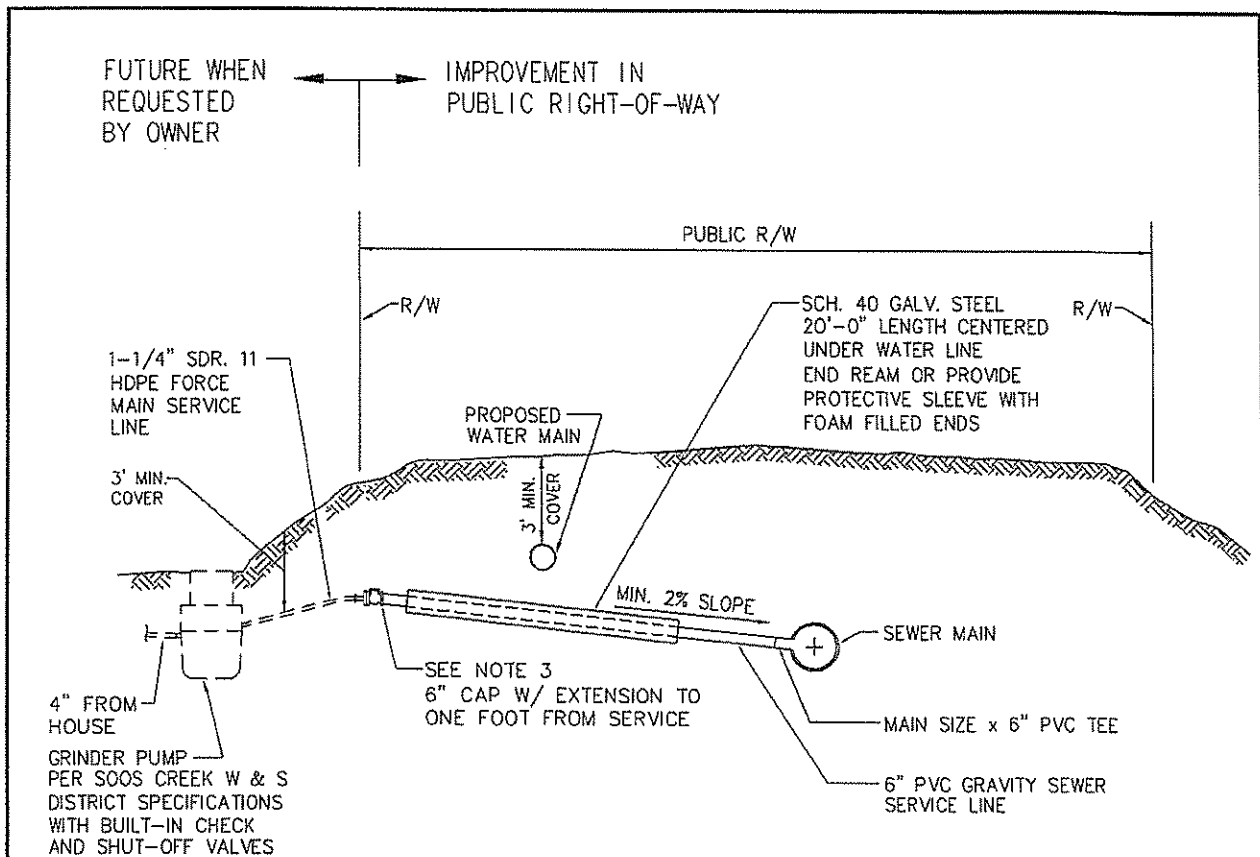 FUTURE WHEN
REQUESTED
BY OWNER
IMPROVEMENT IN
PUBLIC RIGHT-OF-WAY
PUBLIC R/W
R/W
SCH. 40 GALV. STEEL
20'-0" LENGTH CENTERED
UNDER WATER LINE
END REAM OR PROVIDE
PROTECTIVE SLEEVE WITH
FOAM FILLED ENDS
R/W
1-1/4" SDR. 11
HDPE FORCE
MAIN SERVICE
LINE
PROPOSED
WATER MAIN
3' MIN.
COVER
3' MIN.
COVER
MIN. 2% SLOPE
SEWER MAIN
SEE NOTE 3
6" CAP W/ EXTENSION TO
ONE FOOT FROM SERVICE
4" FROM
HOUSE
MAIN SIZE x 6" PVC TEE
GRINDER PUMP
PER SOOS CREEK W & S
DISTRICT SPECIFICATIONS
WITH BUILT-IN CHECK
AND SHUT-OFF VALVES
6" PVC GRAVITY SEWER
SERVICE LINE